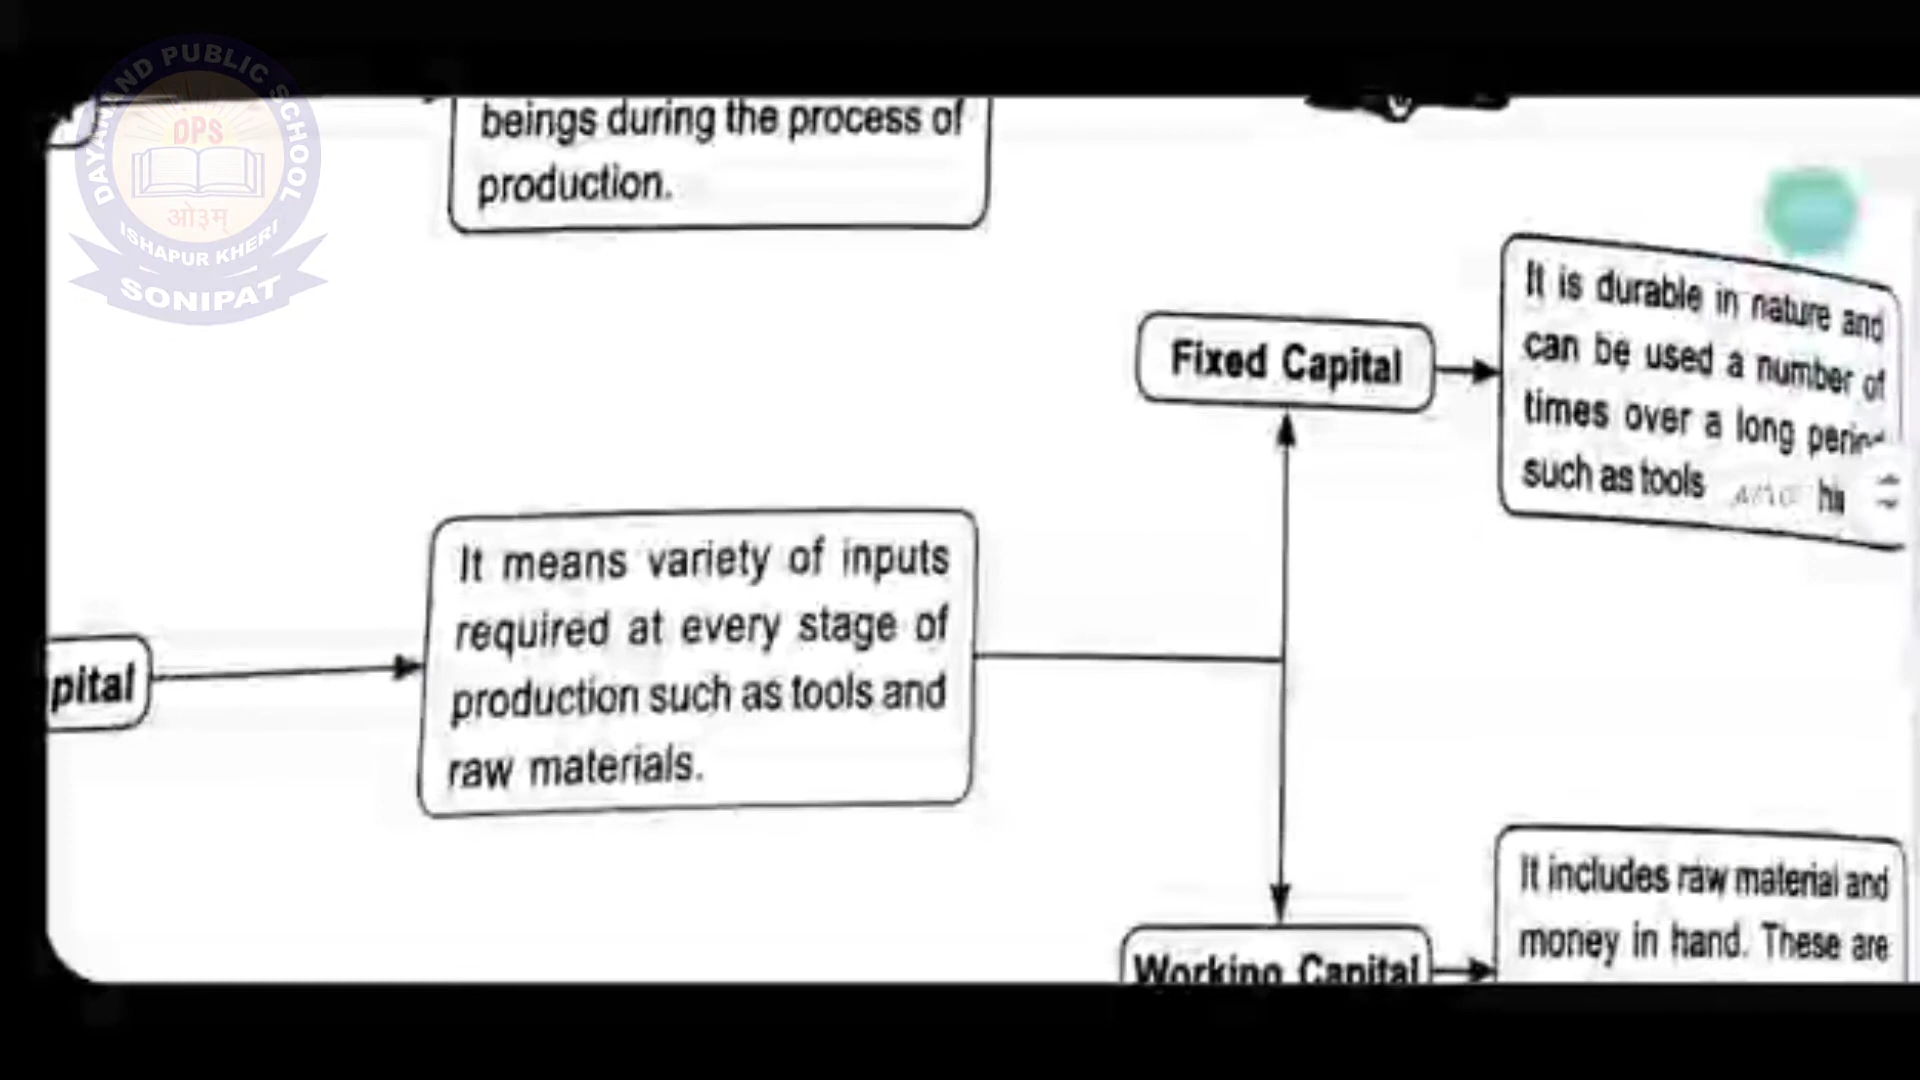 DAYANAND PUBLIC SCHOOL
DPS
ओ३म्
ISHAPUR KHERI
SONIPAT
beings during the process of
production.
It is durable in nature and
can be used a number of
times over a long period
such as tools
Fixed Capital
It means variety of inputs
required at every stage of
production such as tools and
raw materials.
pital
It includes raw material and
money in hand. These are
Working Capital